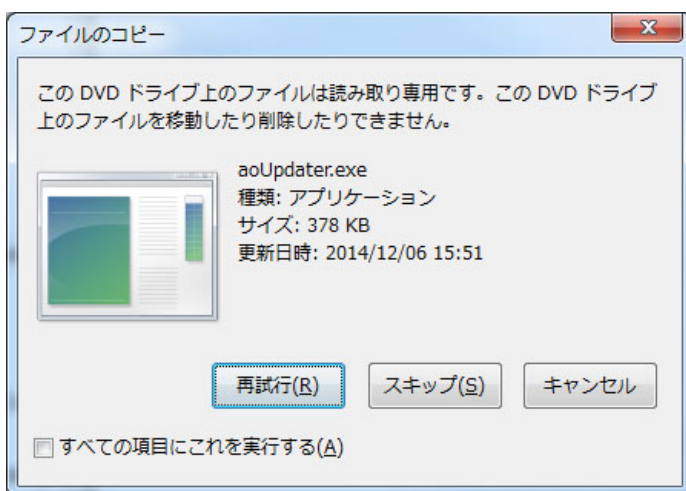 ファイルのコピー
この DVD ドライブ上のファイルは読み取り専用です。この DVD ドライブ
上のファイルを移動したり削除したりできません。
aoUpdater.exe
種類: アプリケーション
サイズ: 378 KB
更新日時: 2014/12/06 15:51
再試行(R)
スキップ(S)
キャンセル
すべての項目にこれを実行する(A)